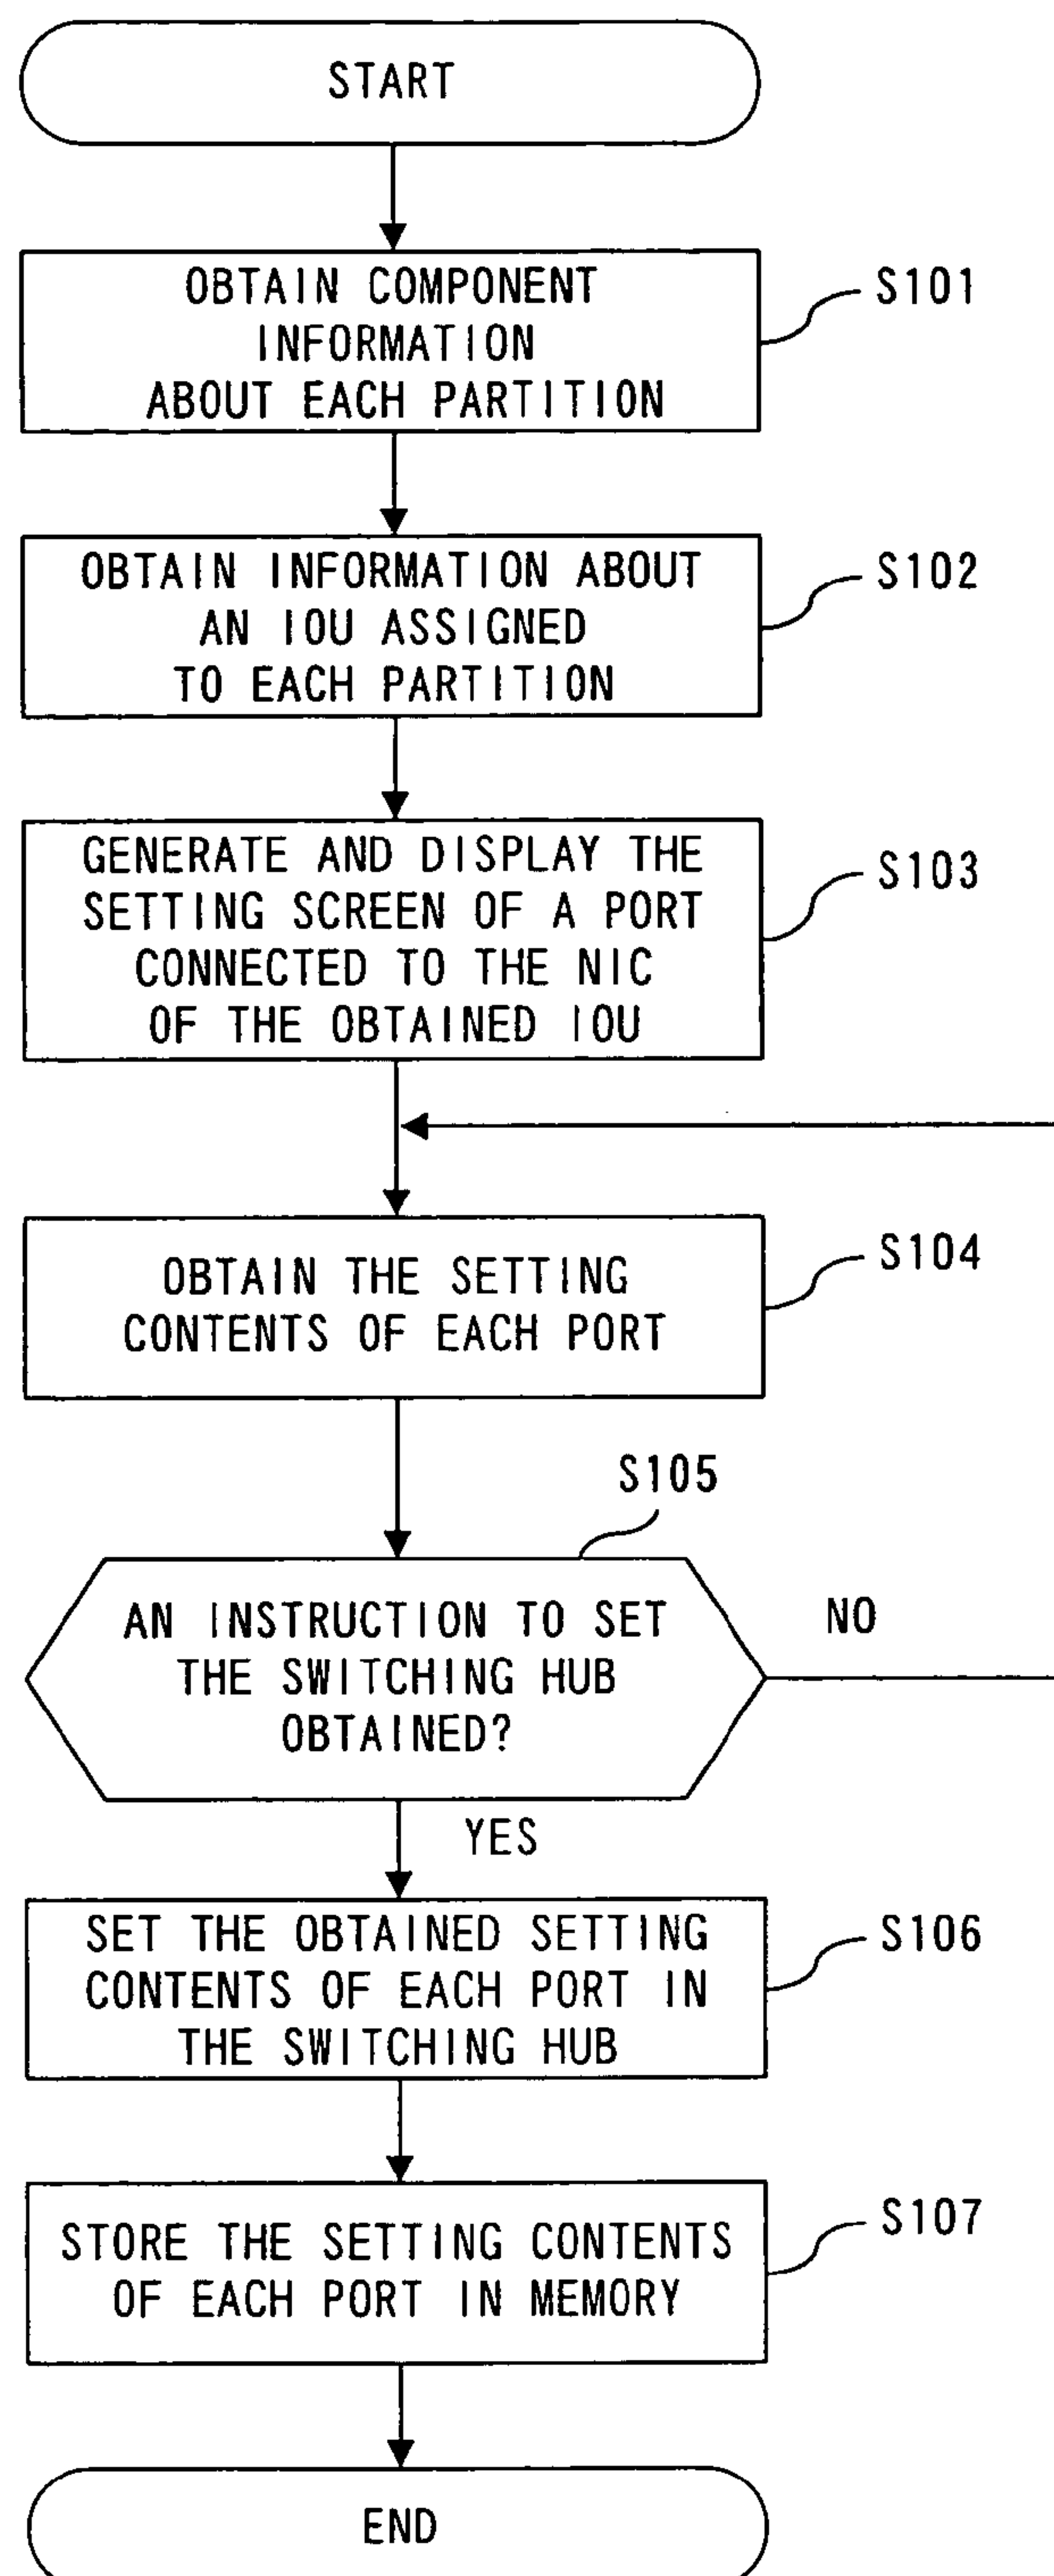 START
OBTAIN COMPONENT
INFORMATION
ABOUT EACH PARTITION
S101
OBTAIN INFORMATION ABOUT
AN IOU ASSIGNED
TO EACH PARTITION
S102
GENERATE AND DISPLAY THE
SETTING SCREEN OF A PORT
CONNECTED TO THE NIC
OF THE OBTAINED IOU
S103
OBTAIN THE SETTING
CONTENTS OF EACH PORT
S104
S105
AN INSTRUCTION TO SET
THE SWITCHING HUB
OBTAINED?
NO
YES
SET THE OBTAINED SETTING
CONTENTS OF EACH PORT IN
THE SWITCHING HUB
S106
STORE THE SETTING CONTENTS
OF EACH PORT IN MEMORY
S107
END